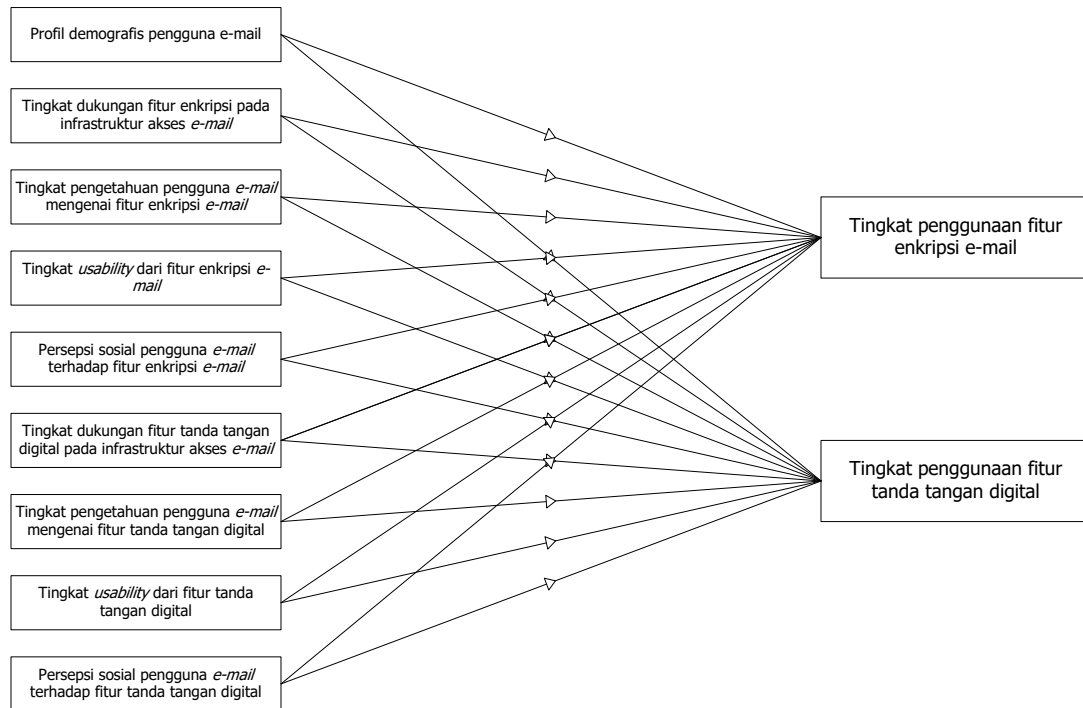 Profil demografis pengguna e-mail
Tingkat dukungan fitur enkripsi pada
infrastruktur akses e-mail
Tingkat pengetahuan pengguna e-mail
mengenai fitur enkripsi e-mail
Tingkat usability dari fitur enkripsi e-
mail
Persepsi sosial pengguna e-mail
terhadap fitur enkripsi e-mail
Tingkat dukungan fitur tanda tangan
digital pada infrastruktur akses e-mail
Tingkat pengetahuan pengguna e-mail
mengenai fitur tanda tangan digital
Tingkat usability dari fitur tanda
tangan digital
Persepsi sosial pengguna e-mail
terhadap fitur tanda tangan digital
Tingkat penggunaan fitur
enkripsi e-mail
Tingkat penggunaan fitur
tanda tangan digital